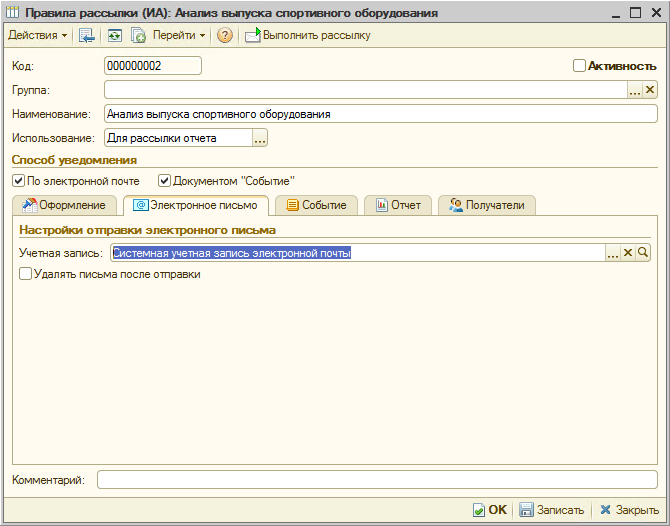 Правила рассылки (ИА): Анализ выпуска спортивного оборудования
Действия Перейти ? Выполнить рассылку
Код: 000000002 Активность
Группа: ... ×
Наименование: Анализ выпуска спортивного оборудования
Использование: Для рассылки отчета ...
Способ уведомления
По электронной почте Документом "Событие"
Оформление @ Электронное письмо Событие Отчет Получатели
Настройки отправки электронного письма
Учетная запись: Системная учетная запись электронной почты ... ×
Удалять письма после отправки
Комментарий:
OK Записать Закрыть